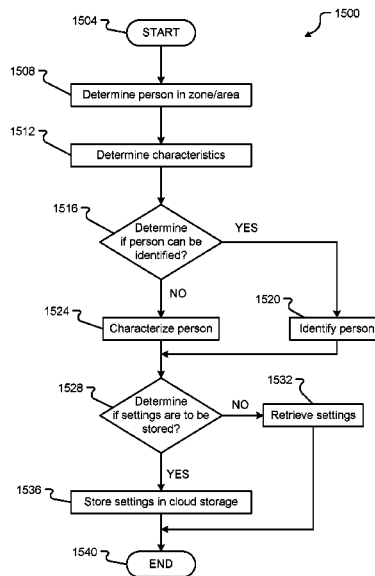 1504
START
1500
1508
Determine person in zone/area
1512
Determine characteristics
1516
Determine
if person can be
identified?
YES
NO
1524
Characterize person
1520
Identify person
1528
Determine
if settings are to be
stored?
NO
1532
Retrieve settings
YES
1536
Store settings in cloud storage
1540
END